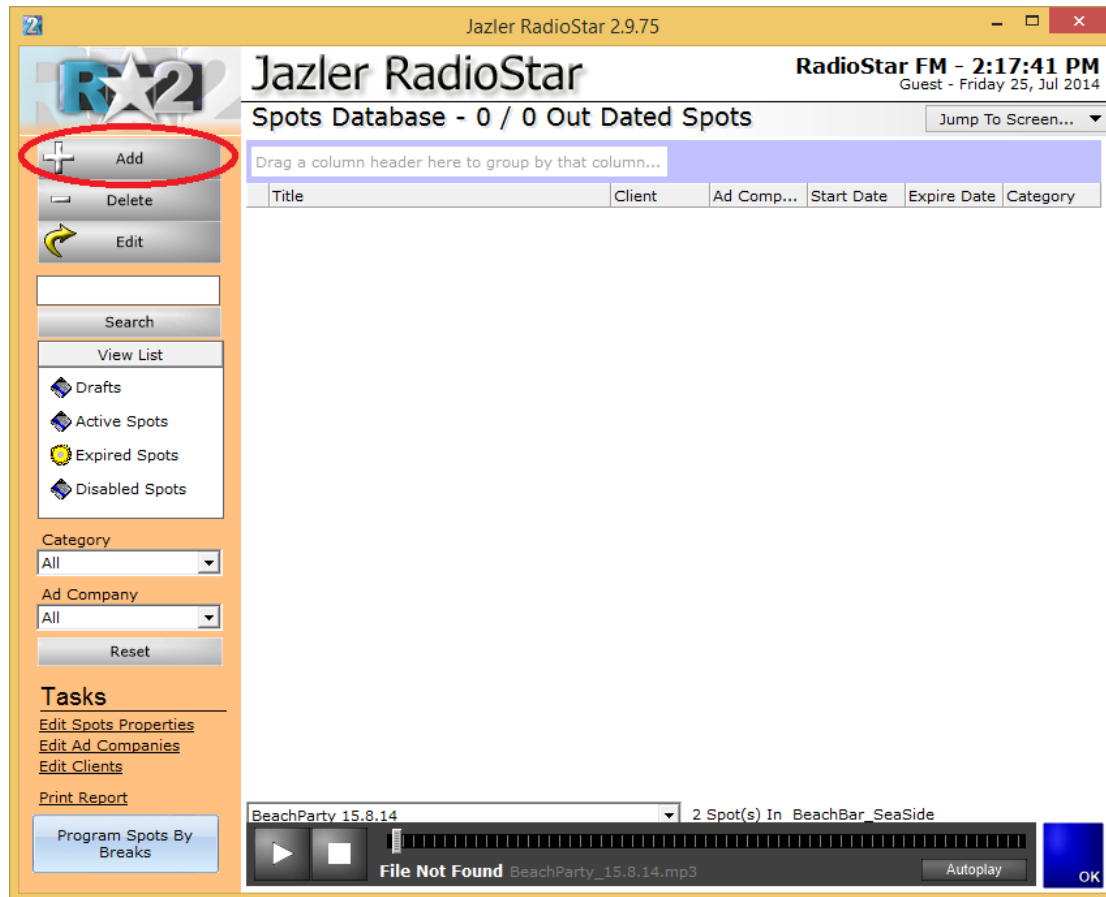 Jazler RadioStar 2.9.75
R 2
Jazler RadioStar
RadioStar FM - 2:17:41 PM
Guest - Friday 25, Jul 2014
Spots Database - 0 / 0 Out Dated Spots
Jump To Screen...
Add
Delete
Edit
Search
View List
Drafts
Active Spots
Expired Spots
Disabled Spots
Category
All
Ad Company
All
Reset
Tasks
Edit Spots Properties
Edit Ad Companies
Edit Clients
Print Report
Program Spots By
Breaks
Drag a column header here to group by that column...
Title Client Ad Comp... Start Date Expire Date Category
BeachParty 15.8.14
2 Spot(s) In BeachBar_SeaSide
File Not Found BeachParty_15.8.14.mp3
Autoplay
OK